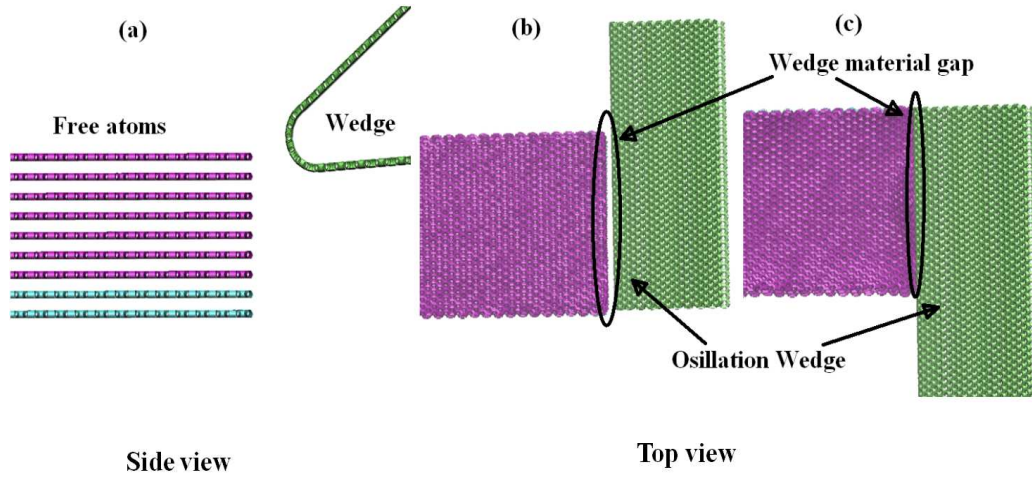 (a)
(b)
(c)
Wedge material gap
Free atoms
Wedge
Osillation Wedge
Side view
Top view